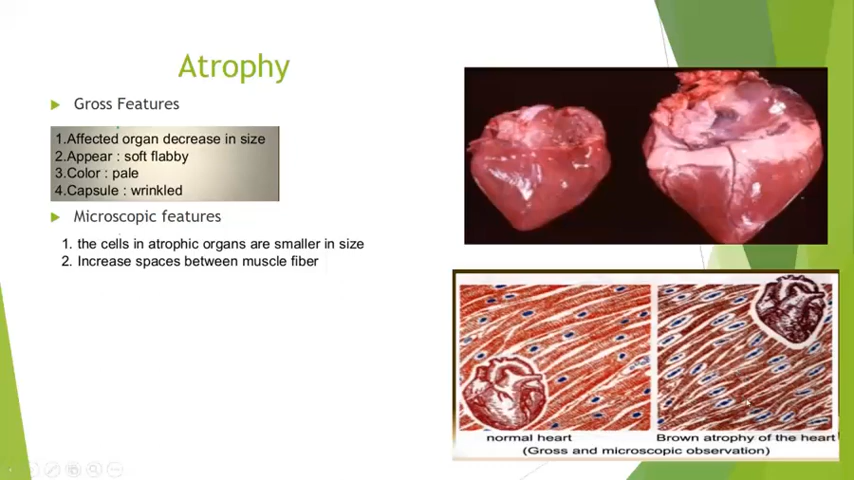 Atrophy
Gross Features
1.Affected organ decrease in size
2.Appear : soft flabby
3.Color : pale
4.Capsule : wrinkled
Microscopic features
1. the cells in atrophic organs are smaller in size
2. Increase spaces between muscle fiber
normal heart
Brown atrophy of the heart
(Gross and microscopic observation)